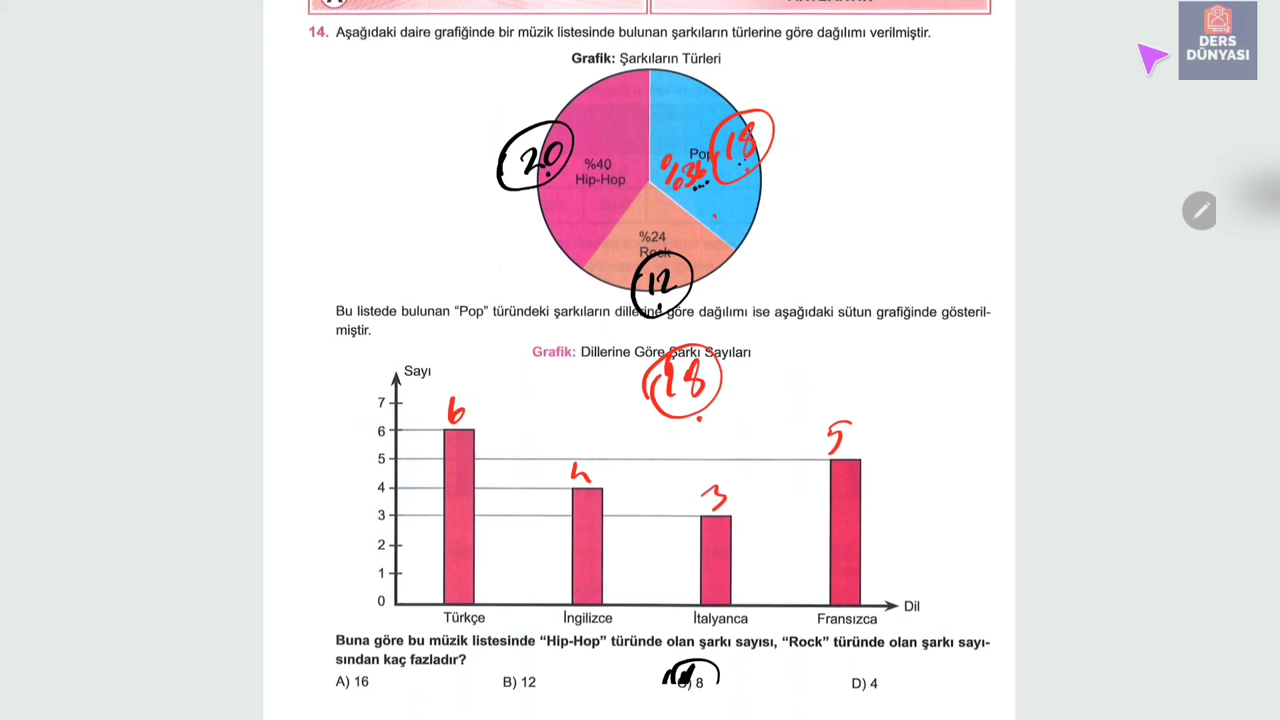 14. Aşağıdaki daire grafiğinde bir müzik listesinde bulunan şarkıların türlerine göre dağılımı verilmiştir.
DERS
DÜNYASI
Grafik: Şarkıların Türleri
20
%40
Hip-Hop
Pop
18
%36
%24
Rock
12
Bu listede bulunan “Pop” türündeki şarkıların dillerine göre dağılımı ise aşağıdaki sütun grafiğinde gösteril-
miştir.
Grafik: Dillerine Göre Şarkı Sayıları
18
Sayı
7
6
5
4
3
2
1
0
6
4
3
5
Türkçe
İngilizce
İtalyanca
Fransızca
Dil
Buna göre bu müzik listesinde “Hip-Hop” türünde olan şarkı sayısı, “Rock” türünde olan şarkı sayı-
sından kaç fazladır?
A) 16 B) 12 C) 8 D) 4